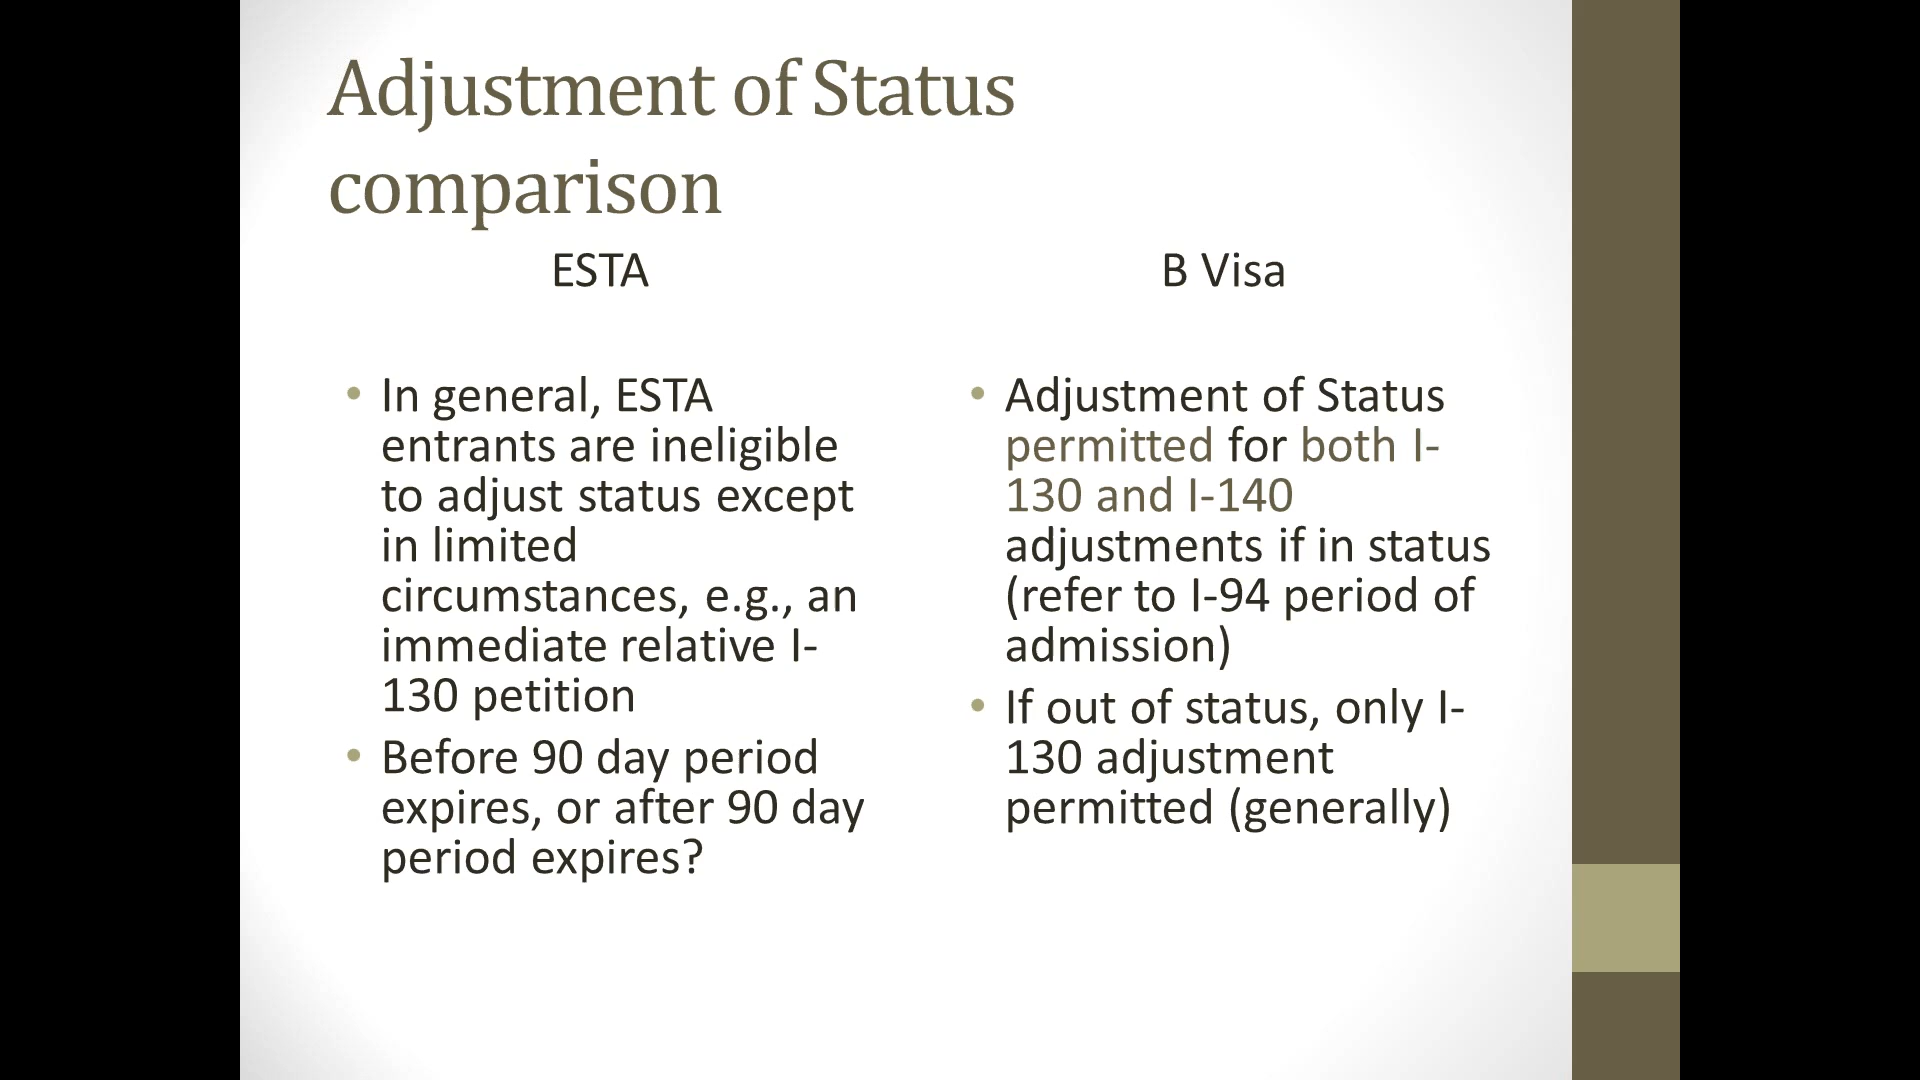 Adjustment of Status
comparison
ESTA
• In general, ESTA
entrants are ineligible
to adjust status except
in limited
circumstances, e.g., an
immediate relative I-
130 petition
• Before 90 day period
expires, or after 90 day
period expires?
B Visa
• Adjustment of Status
permitted for both I-
130 and I-140
adjustments if in status
(refer to I-94 period of
admission)
• If out of status, only I-
130 adjustment
permitted (generally)